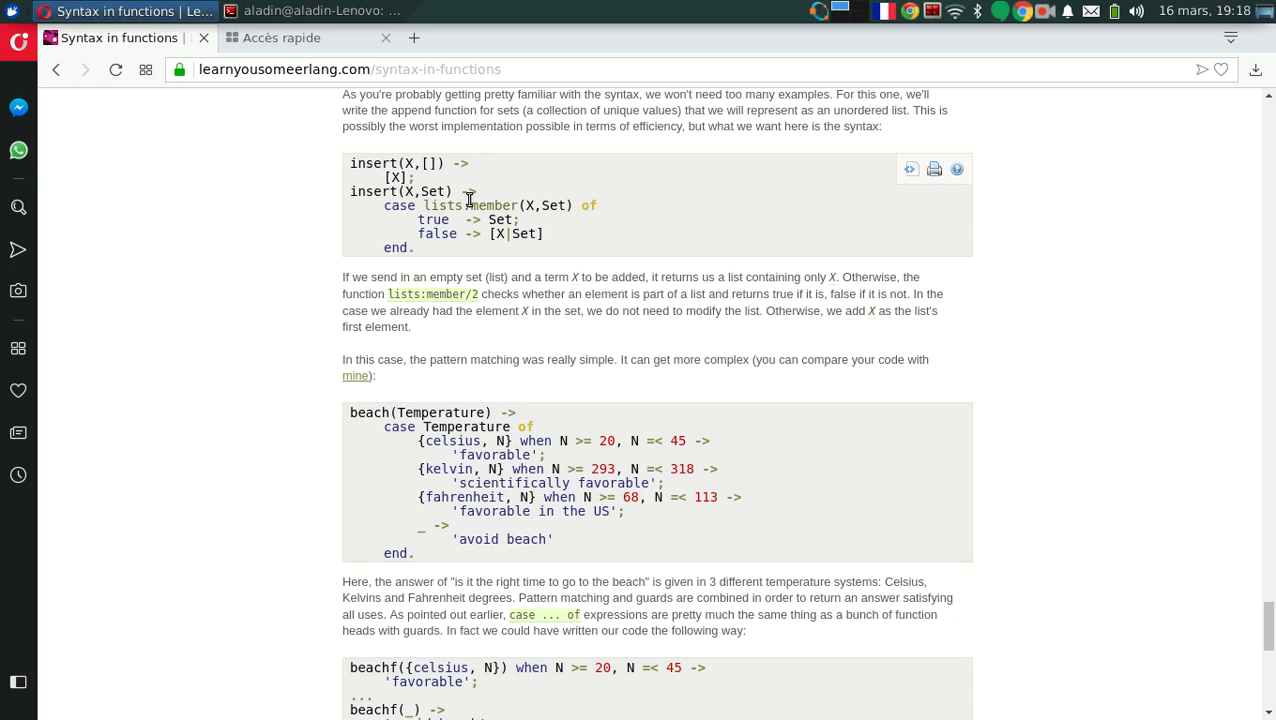 Syntax in functions | Le...
aladin@aladin-Lenovo: ...
16 mars, 19:18
Syntax in functions |
Accès rapide
learnyousomeerlang.com/syntax-in-functions
As you're probably getting pretty familiar with the syntax, we won't need too many examples. For this one, we'll
write the append function for sets (a collection of unique values) that we will represent as an unordered list. This is
possibly the worst implementation possible in terms of efficiency, but what we want here is the syntax:
insert(X,[]) ->
[X];
insert(X,Set) ->
case lists:member(X,Set) of
true -> Set;
false -> [X|Set]
end.
If we send in an empty set (list) and a term X to be added, it returns us a list containing only X. Otherwise, the
function lists:member/2 checks whether an element is part of a list and returns true if it is, false if it is not. In the
case we already had the element X in the set, we do not need to modify the list. Otherwise, we add X as the list's
first element.
In this case, the pattern matching was really simple. It can get more complex (you can compare your code with
mine):
beach(Temperature) ->
case Temperature of
{celsius, N} when N >= 20, N =< 45 ->
'favorable';
{kelvin, N} when N >= 293, N =< 318 ->
'scientifically favorable';
{fahrenheit, N} when N >= 68, N =< 113 ->
'favorable in the US';
_ ->
'avoid beach'
end.
Here, the answer of "is it the right time to go to the beach" is given in 3 different temperature systems: Celsius,
Kelvins and Fahrenheit degrees. Pattern matching and guards are combined in order to return an answer satisfying
all uses. As pointed out earlier, case ... of expressions are pretty much the same thing as a bunch of function
heads with guards. In fact we could have written our code the following way:
beachf({celsius, N}) when N >= 20, N =< 45 ->
'favorable';
...
beachf(_) ->